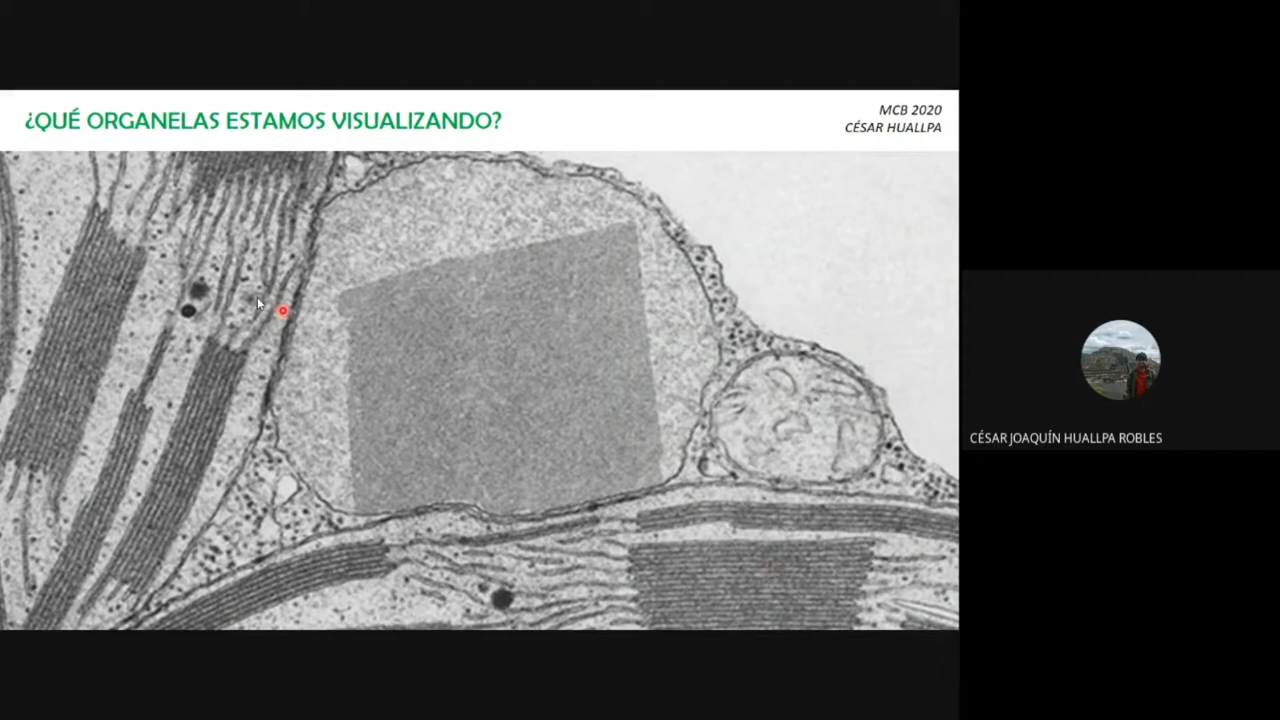 ¿QUÉ ORGANELAS ESTAMOS VISUALIZANDO?
MCB 2020
CÉSAR HUALLPA
CÉSAR JOAQUÍN HUALLPA ROBLES